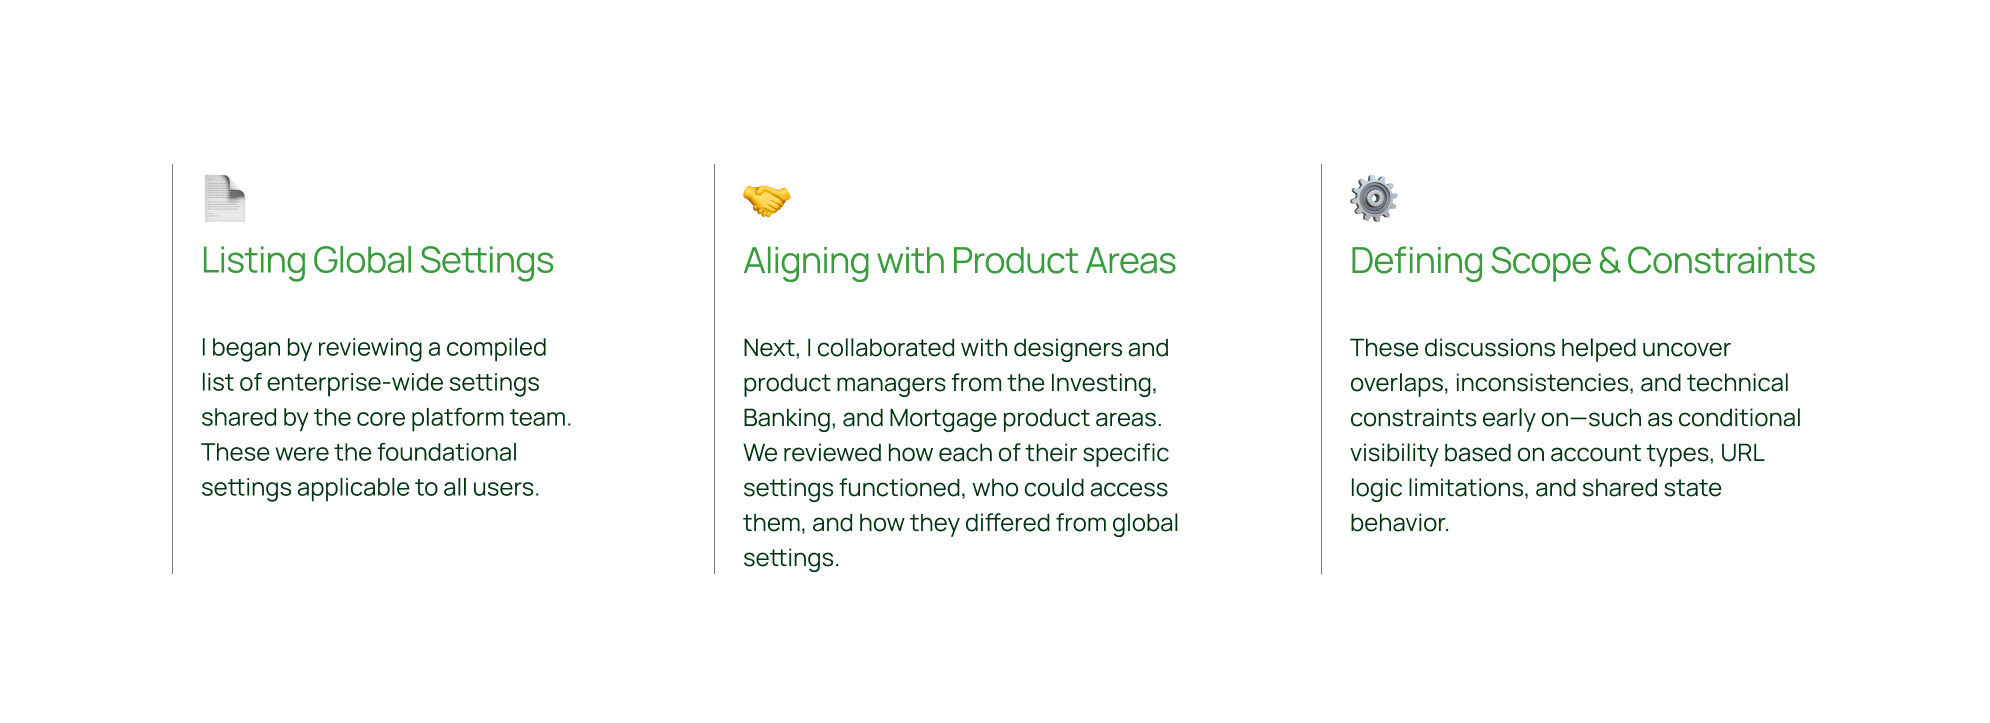 Listing Global Settings
I began by reviewing a compiled
list of enterprise-wide settings
shared by the core platform team.
These were the foundational
settings applicable to all users.
Aligning with Product Areas
Next, I collaborated with designers and
product managers from the Investing,
Banking, and Mortgage product areas.
We reviewed how each of their specific
settings functioned, who could access
them, and how they differed from global
settings.
Defining Scope & Constraints
These discussions helped uncover
overlaps, inconsistencies, and technical
constraints early on—such as conditional
visibility based on account types, URL
logic limitations, and shared state
behavior.